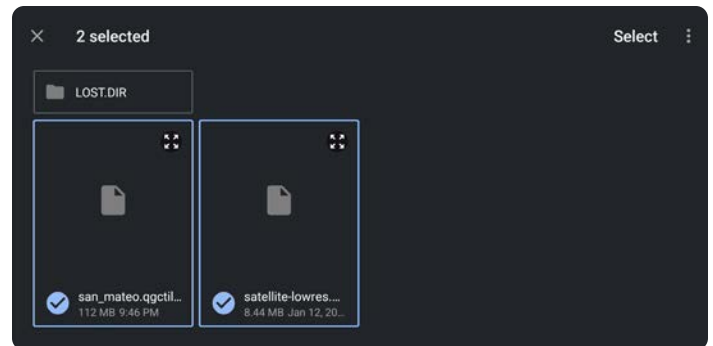 2 selected
Select
LOST.DIR
san_mateo.qgctil...
112 MB 9:46 PM
satellite-lowres....
8.44 MB Jan 12, 20...